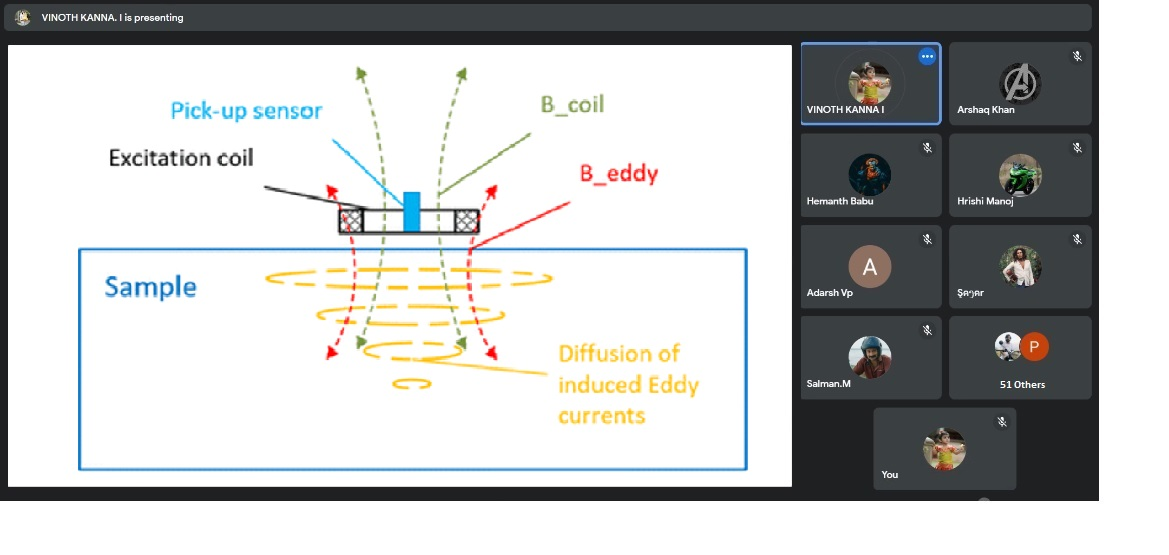 VINOTH KANNA. I is presenting
Pick-up sensor
B_coil
Excitation coil
B_eddy
Sample
Diffusion of
induced Eddy
currents
VINOTH KANNA I
Arshaq Khan
Hemanth Babu
Hrishi Manoj
A
Adarsh Vp
Salman.M
P
51 Others
You